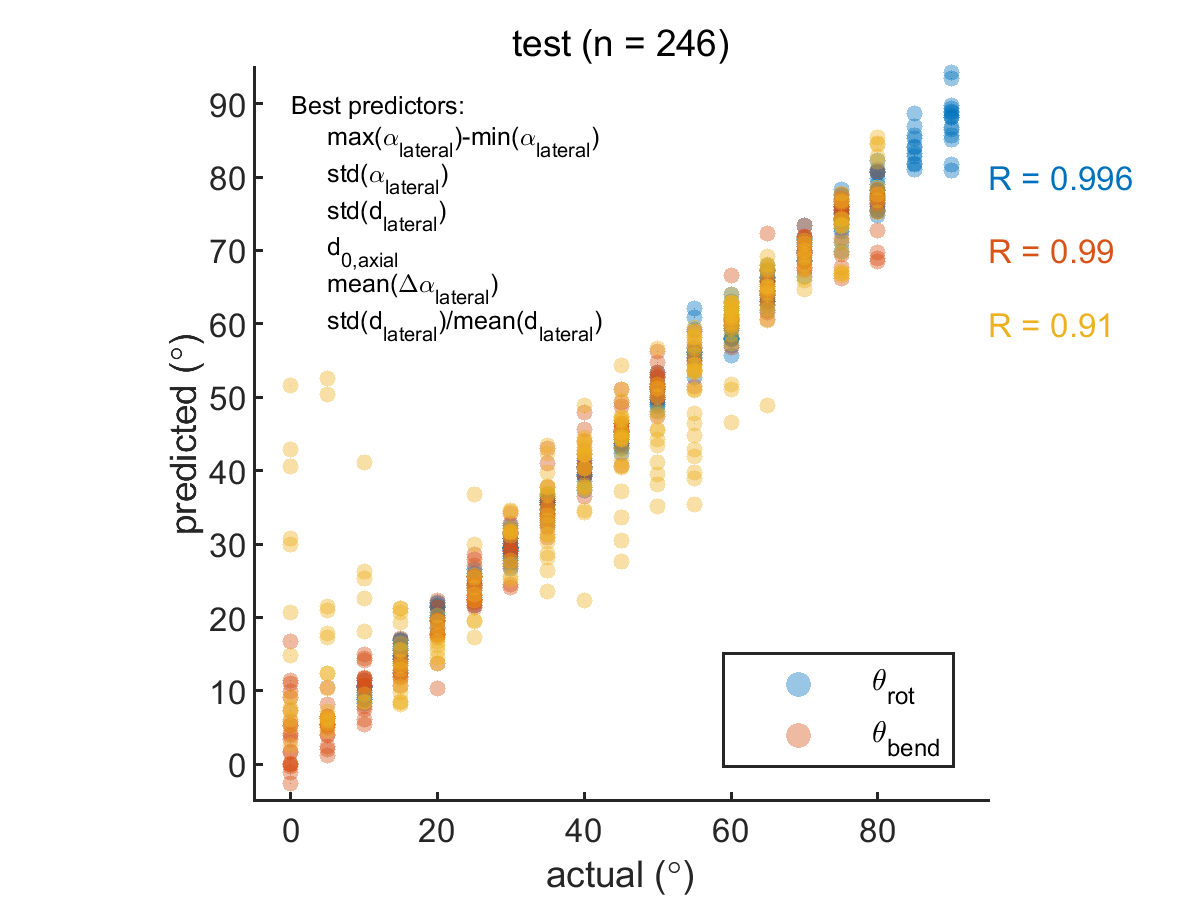 test (n = 246)
Best predictors:
max(αlateral)-min(αlateral)
std(αlateral)
std(dlateral)
d0,axial
mean(Δαlateral)
std(dlateral)/mean(dlateral)
R = 0.996
R = 0.99
R = 0.91
90
80
70
60
50
40
30
20
10
0
predicted (°)
θrot
θbend
0 20 40 60 80
actual (°)